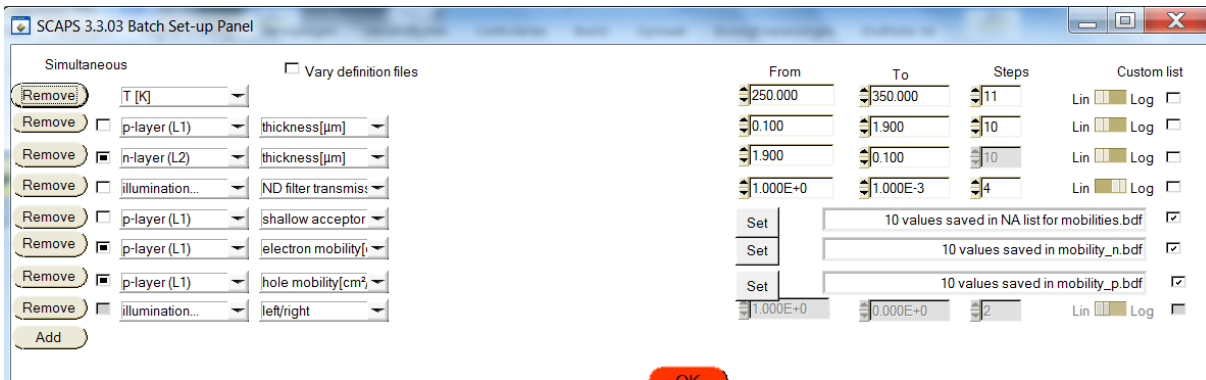 SCAPS 3.3.03 Batch Set-up Panel
Simultaneous Vary definition files From To Steps Custom list
Remove T [K] 250.000 350.000 11 Lin Log
Remove p-layer (L1) thickness[µm] 0.100 1.900 10 Lin Log
Remove n-layer (L2) thickness[µm] 1.900 0.100 10 Lin Log
Remove illumination... ND filter transmis 1.000E+0 1.000E-3 4 Lin Log
Remove p-layer (L1) shallow acceptor Set 10 values saved in NA list for mobilities.bdf
Remove p-layer (L1) electron mobility[ Set 10 values saved in mobility_n.bdf
Remove p-layer (L1) hole mobility[cm², Set 10 values saved in mobility_p.bdf
Remove illumination... left/right 1.000E+0 0.000E+0 2 Lin Log
Add
OK